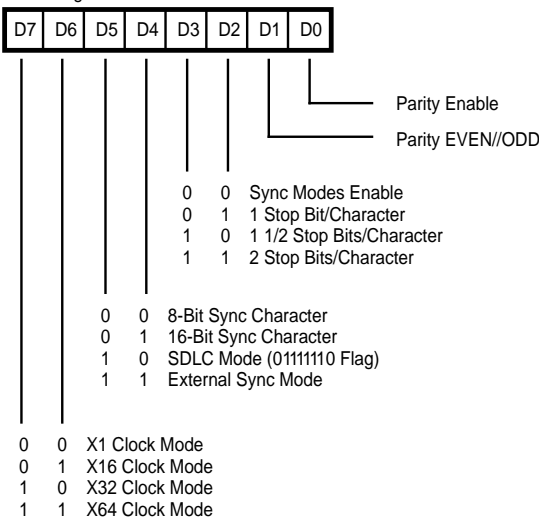 D7 D6 D5 D4 D3 D2 D1 D0
Parity Enable
Parity EVEN//ODD
0 0 Sync Modes Enable
0 1 1 Stop Bit/Character
1 0 1 1/2 Stop Bits/Character
1 1 2 Stop Bits/Character
0 0 8-Bit Sync Character
0 1 16-Bit Sync Character
1 0 SDLC Mode (01111110 Flag)
1 1 External Sync Mode
0 0 X1 Clock Mode
0 1 X16 Clock Mode
1 0 X32 Clock Mode
1 1 X64 Clock Mode